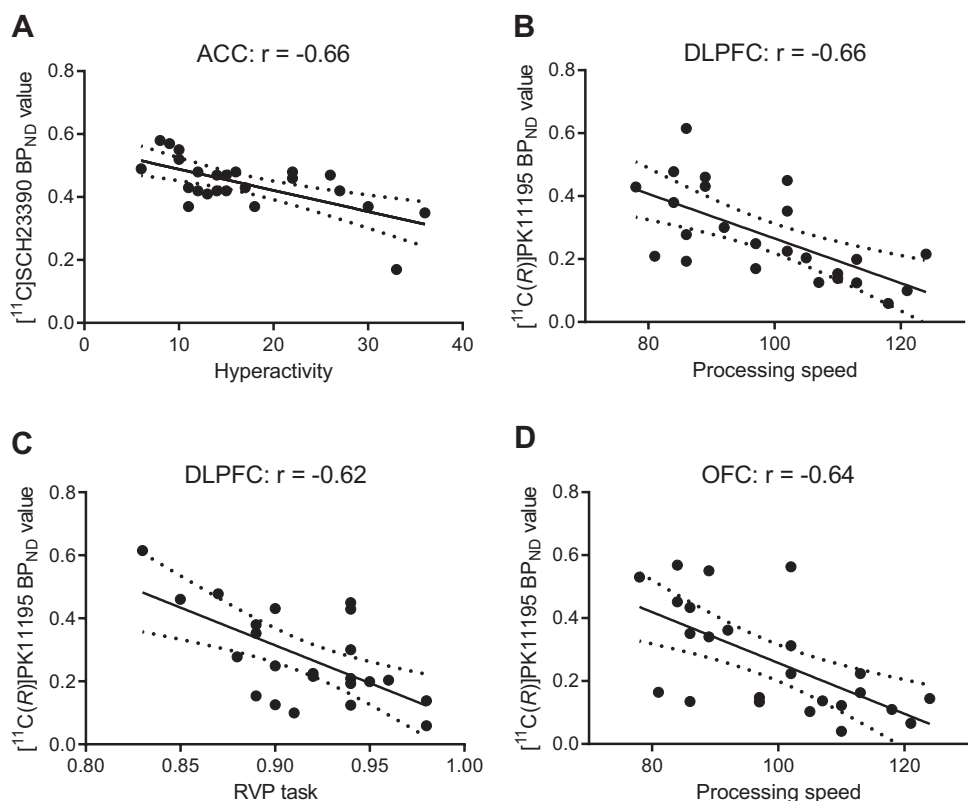 A
ACC: r = -0.66
[¹¹C]SCH23390 BP_ND value
0.8
0.6
0.4
0.2
0.0
0 10 20 30 40
Hyperactivity
B
DLPFC: r = -0.66
[¹¹C(R)]PK11195 BP_ND value
0.8
0.6
0.4
0.2
0.0
80 100 120
Processing speed
C
DLPFC: r = -0.62
[¹¹C(R)]PK11195 BP_ND value
0.8
0.6
0.4
0.2
0.0
0.80 0.85 0.90 0.95 1.00
RVP task
D
OFC: r = -0.64
[¹¹C(R)]PK11195 BP_ND value
0.8
0.6
0.4
0.2
0.0
80 100 120
Processing speed